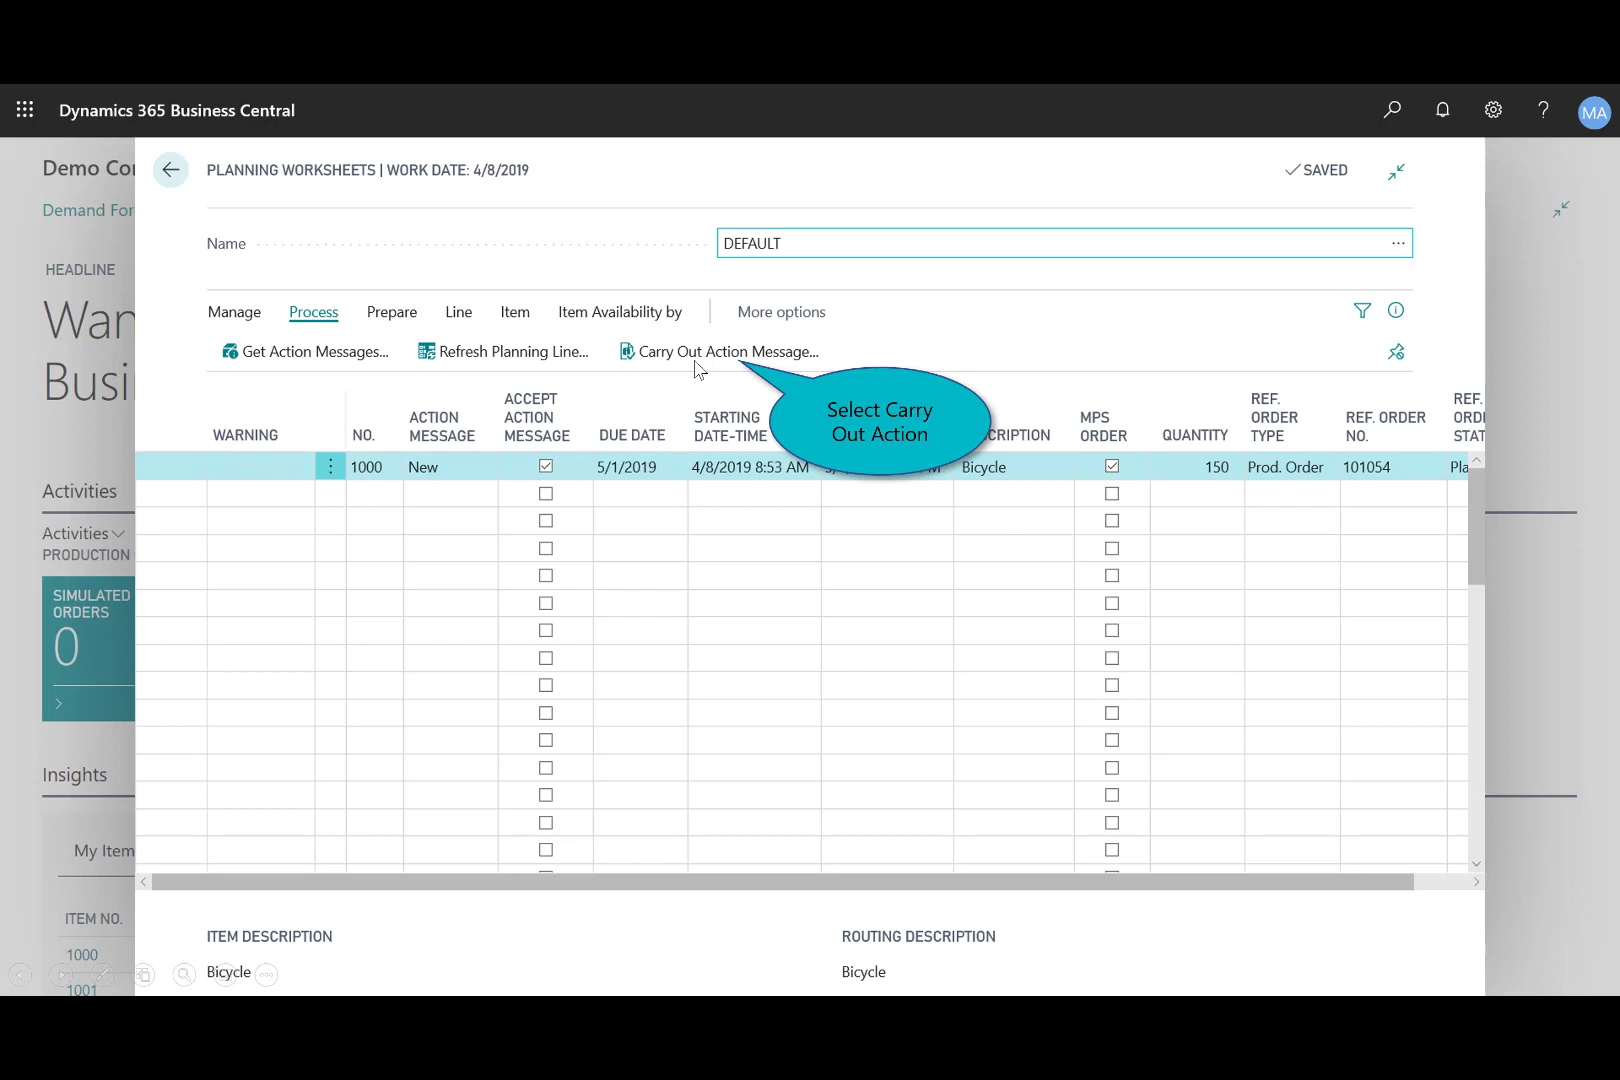 Dynamics 365 Business Central
MA
Demo Co
Demand For
PLANNING WORKSHEETS | WORK DATE: 4/8/2019
SAVED
Name
DEFAULT
HEADLINE
Manage
Process
Prepare
Line
Item
Item Availability by
More options
Get Action Messages...
Refresh Planning Line...
Carry Out Action Message...
Select Carry
Out Action
WARNING
NO.
ACTION
MESSAGE
ACCEPT
ACTION
MESSAGE
DUE DATE
STARTING
DATE-TIME
CRIPTION
MPS
ORDER
QUANTITY
REF.
ORDER
TYPE
REF. ORDER
NO.
REF.
ORD
STAT
1000
New
5/1/2019
4/8/2019 8:53 AM
Bicycle
150
Prod. Order
101054
Pla
War
Busi
Activities
Activities
PRODUCTION
SIMULATED
ORDERS
0
Insights
My Item
ITEM NO.
1000
1001
ITEM DESCRIPTION
Bicycle
ROUTING DESCRIPTION
Bicycle